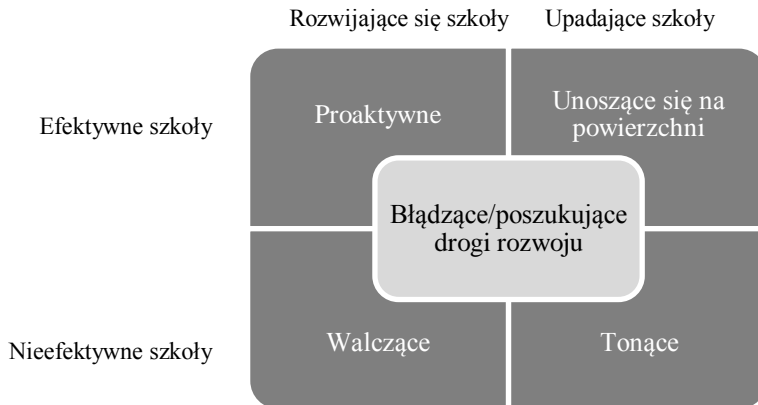 Rozwijające się szkoły
Upadające szkoły
Efektywne szkoły
Proaktywne
Unoszące się na
powierzchni
Błądzące/poszukujące
drogi rozwoju
Nieefektywne szkoły
Walczące
Tonące